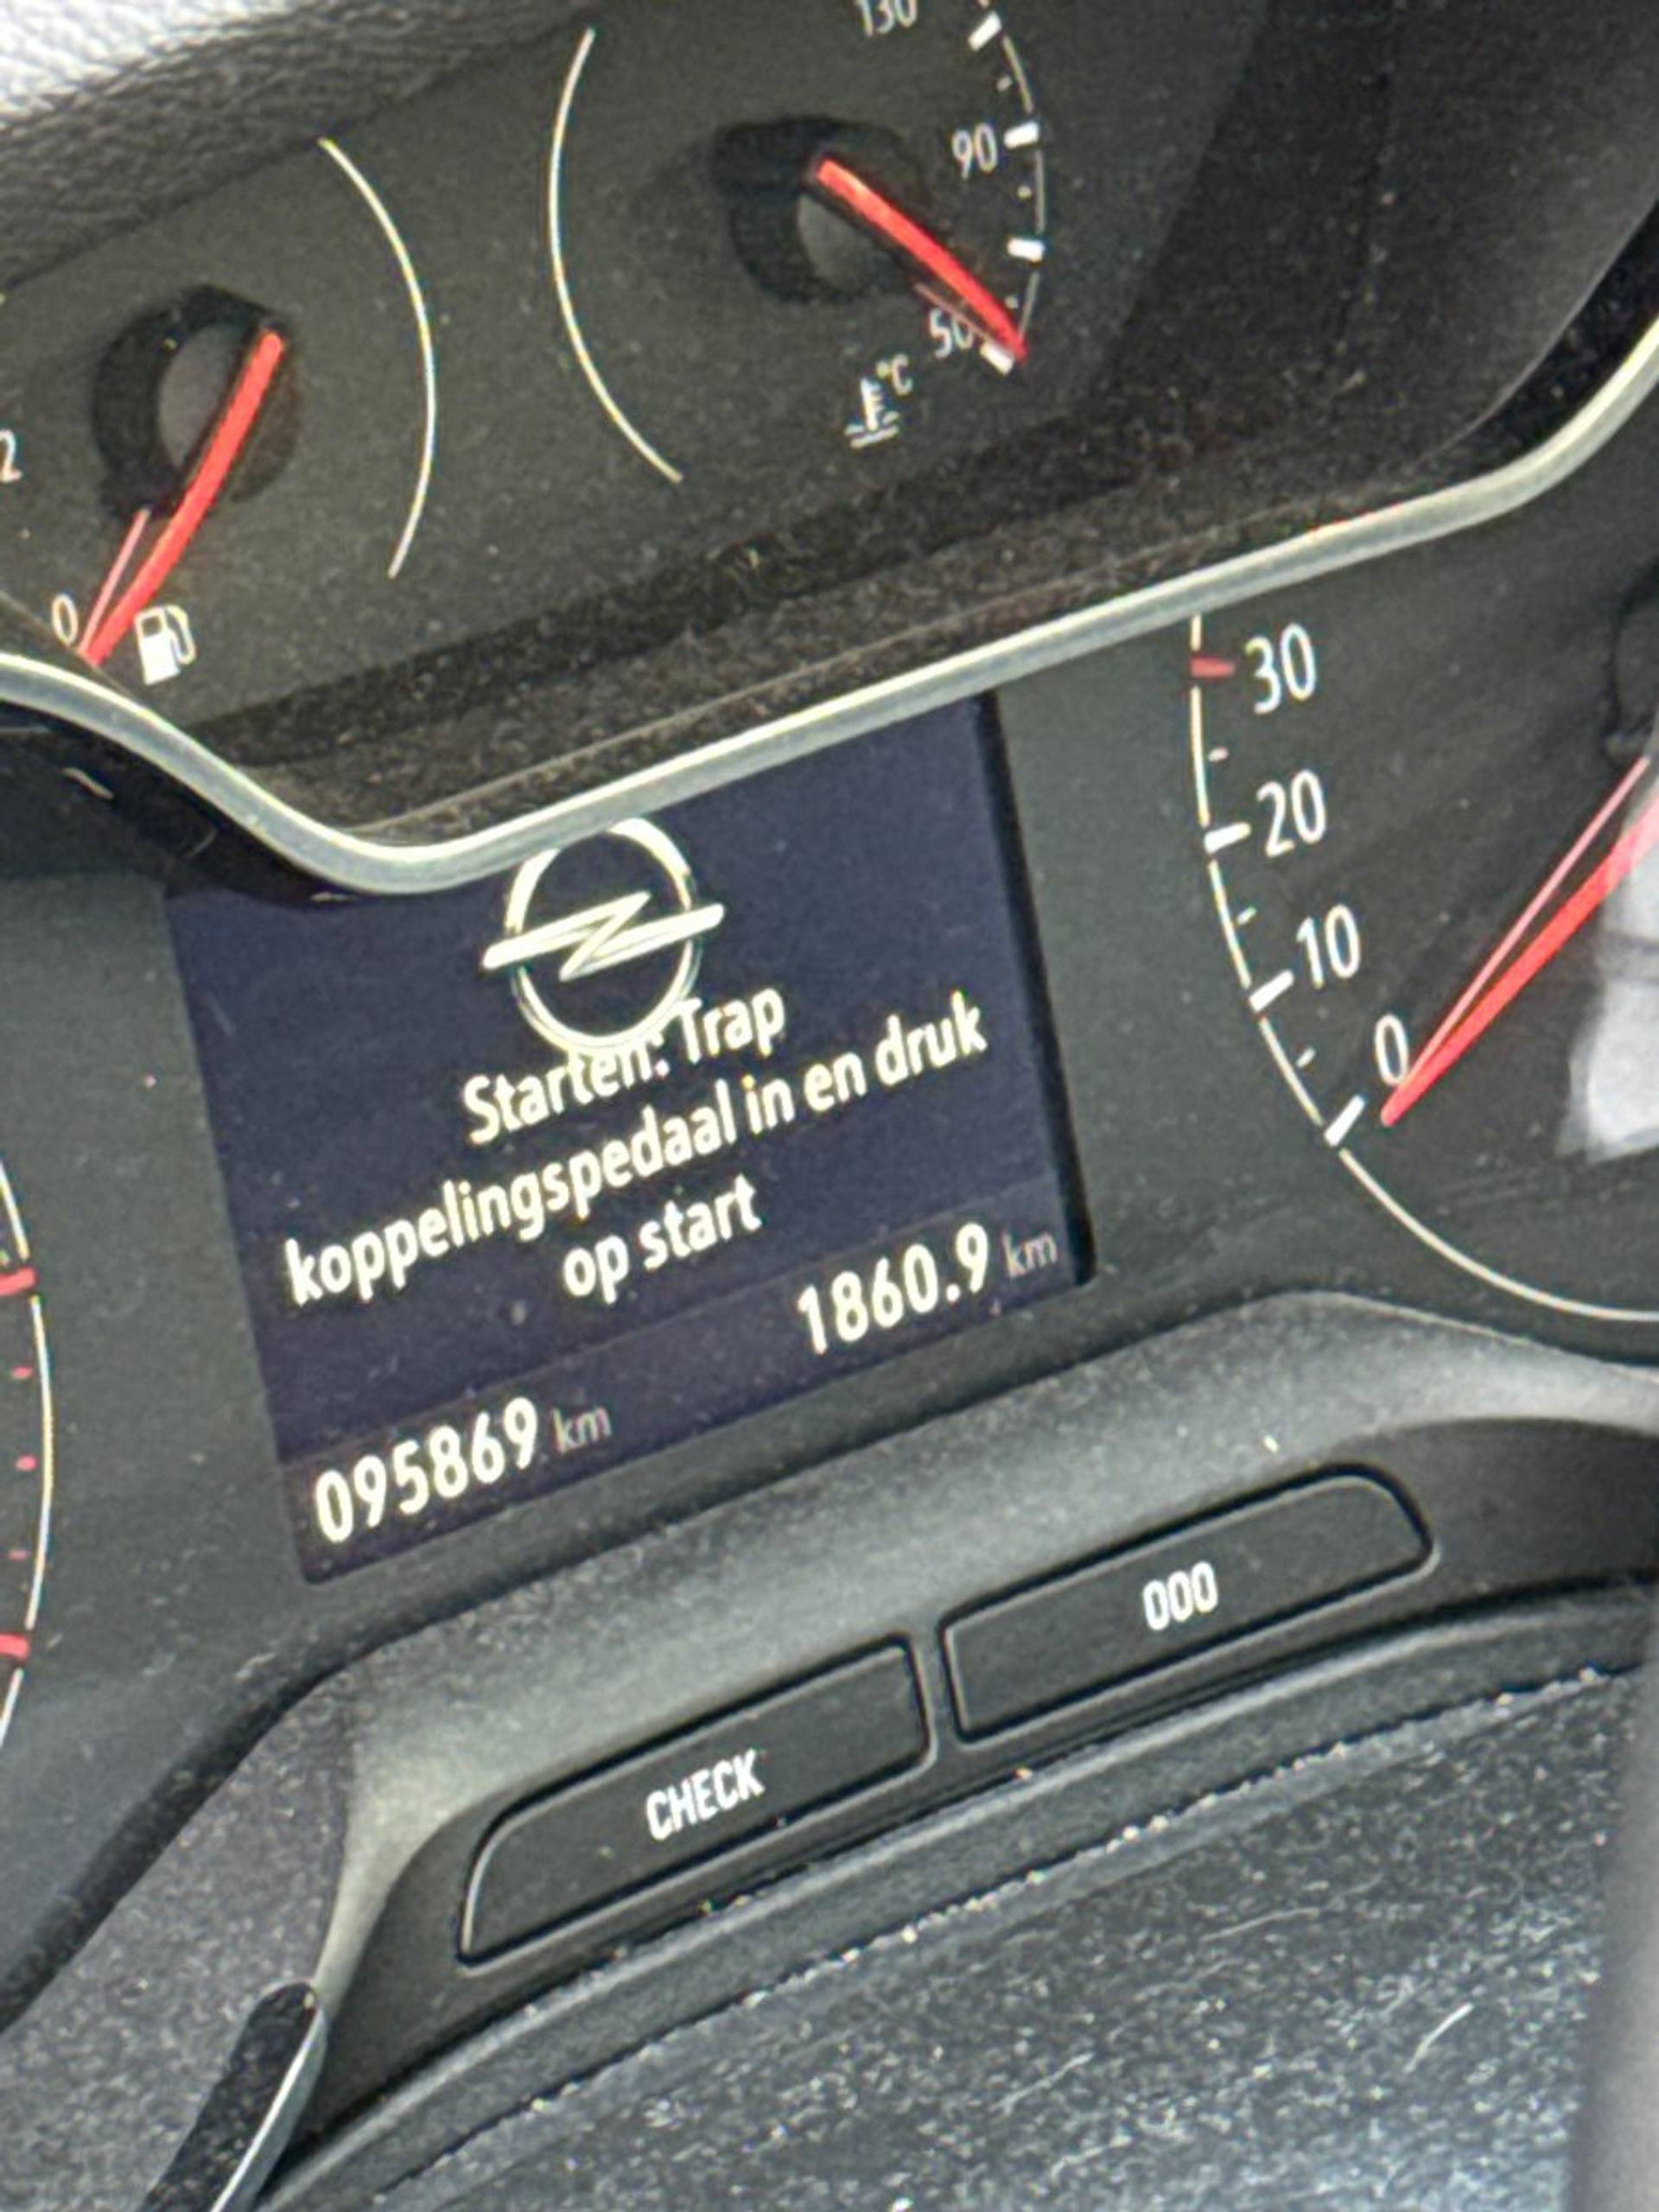 130
90
50
°C
2
0
30
20
10
0
Starten: Trap
koppelingspedaal in en druk
op start
1860.9 km
095869 km
000
CHECK